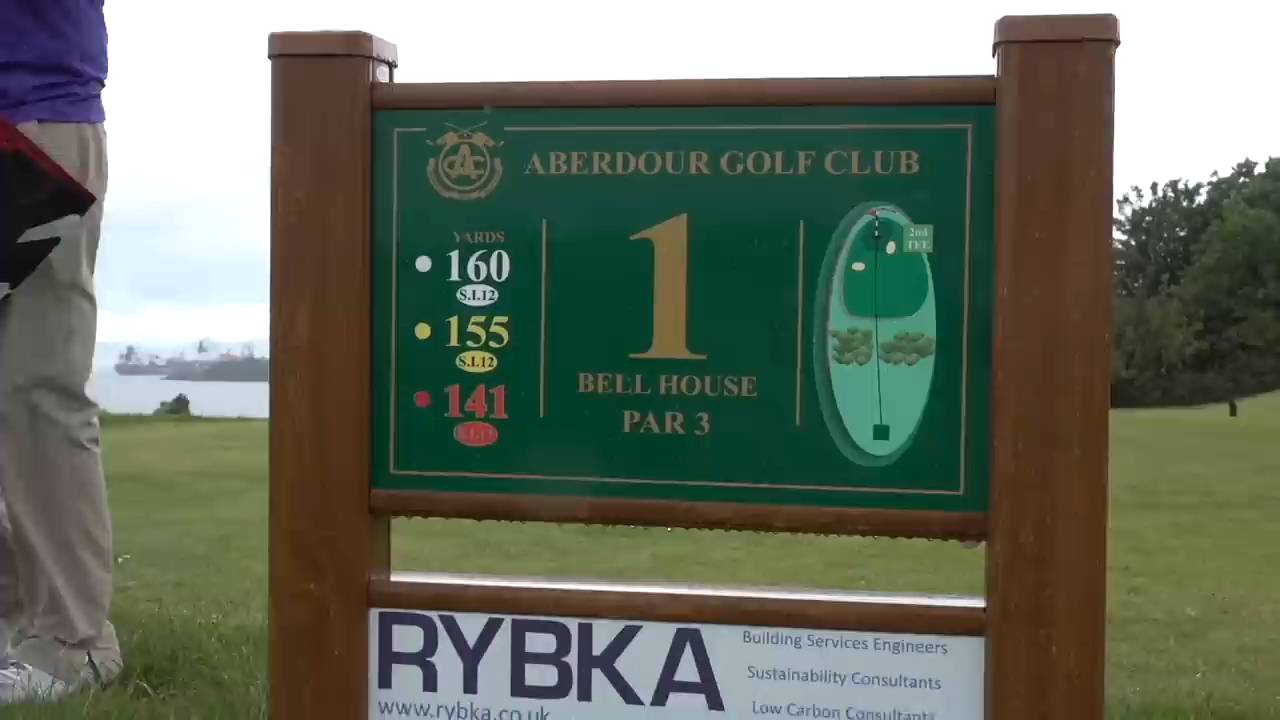 ABERDOUR GOLF CLUB
YARDS
160
S.I.12
155
S.I.12
141
1
BELL HOUSE
PAR 3
2nd
TEE
RYBKA
www.rybka.co.uk
Building Services Engineers
Sustainability Consultants
Low Carbon Consultants